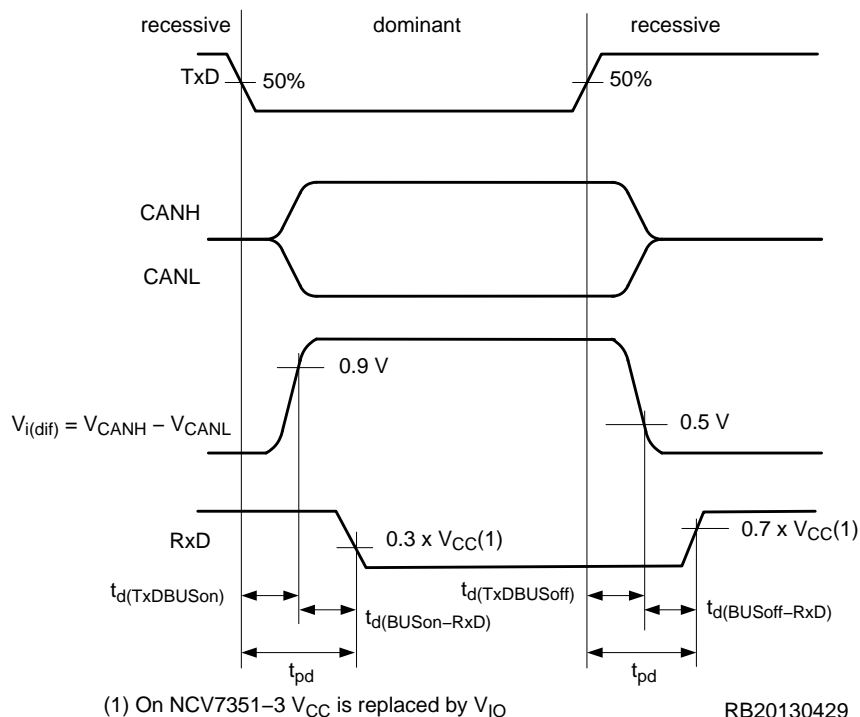 recessive dominant recessive
TxD
50% 50%
CANH
CANL
0.9 V
V_i(dif) = V_CANH – V_CANL
0.5 V
RxD
0.3 x V_CC(1)
0.7 x V_CC(1)
t_d(TxDBUSon)
t_d(BUSon–RxD)
t_d(TxDBUSoff)
t_d(BUSoff–RxD)
t_pd t_pd
(1) On NCV7351–3 V_CC is replaced by V_IO
RB20130429